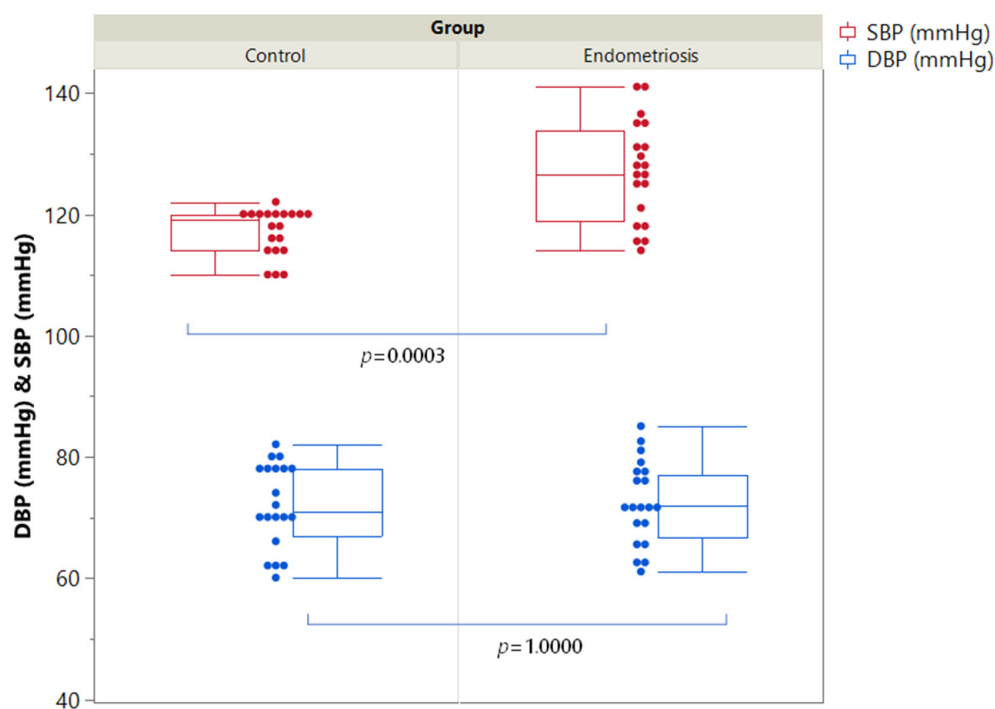 Group
Control Endometriosis
SBP (mmHg)
DBP (mmHg)
DBP (mmHg) & SBP (mmHg)
140
120
100
80
60
40
p=0.0003
p=1.0000